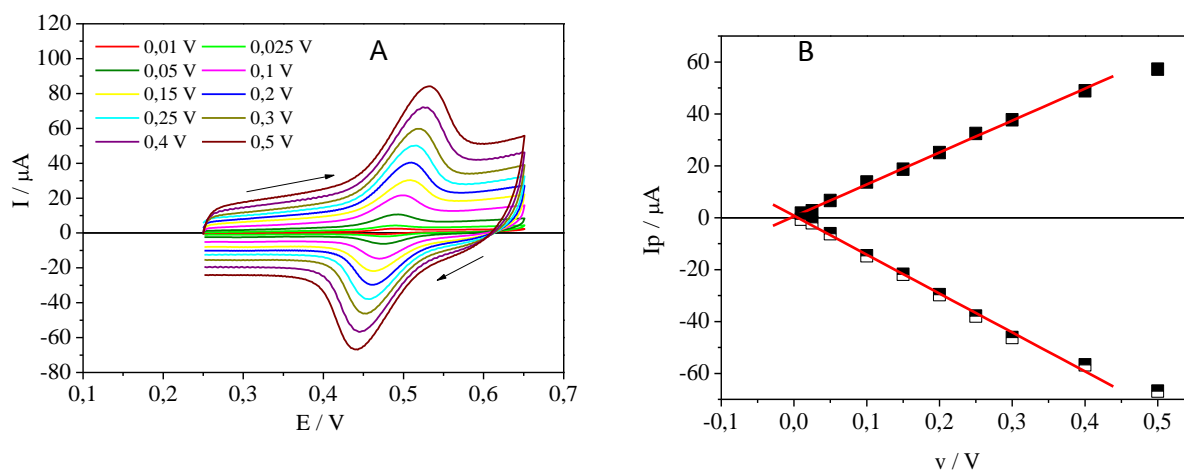 A
120
100
80
60
40
20
0
-20
-40
-60
-80
I / µA
0,01 V 0,025 V
0,05 V 0,1 V
0,15 V 0,2 V
0,25 V 0,3 V
0,4 V 0,5 V
0,1 0,2 0,3 0,4 0,5 0,6 0,7
E / V
B
60
40
20
0
-20
-40
-60
Ip / µA
-0,1 0,0 0,1 0,2 0,3 0,4 0,5
v / V